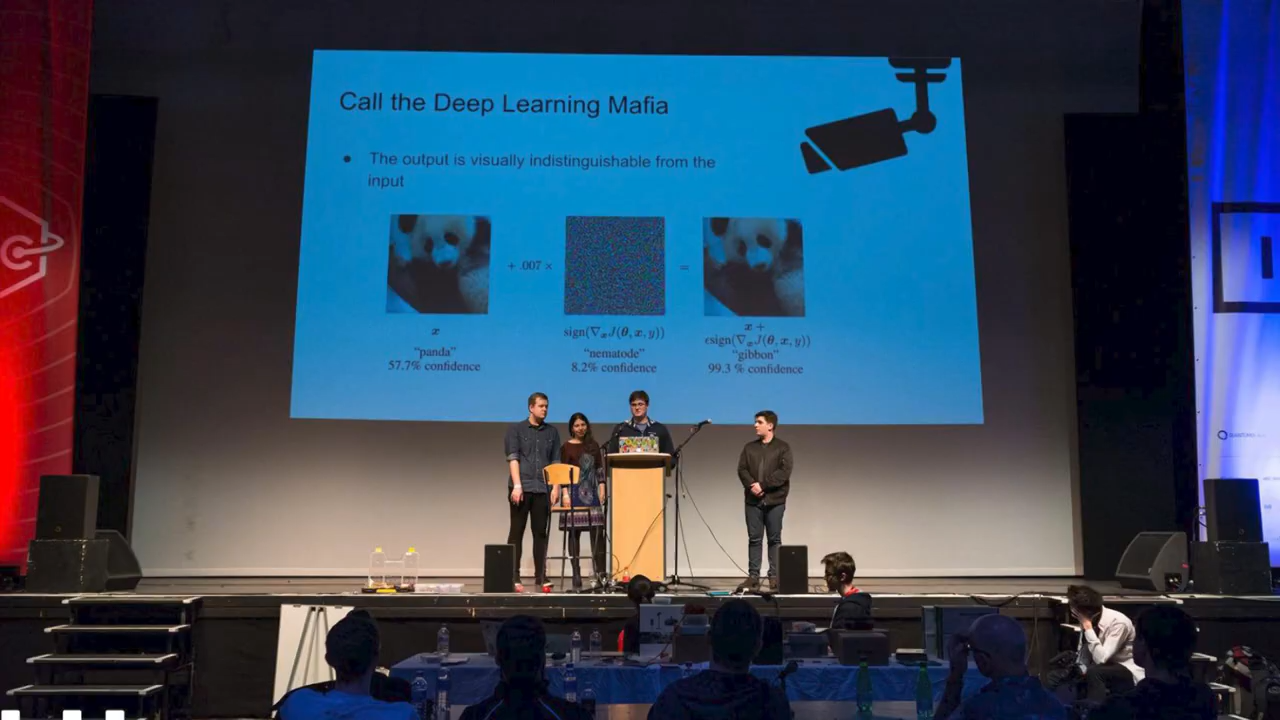 Call the Deep Learning Mafia
● The output is visually indistinguishable from the
input
+ .007 ×
=
x
sign(∇ₓJ(θ, x, y))
x +
ϵsign(∇ₓJ(θ, x, y))
"panda"
"nematode"
"gibbon"
57.7% confidence
8.2% confidence
99.3 % confidence